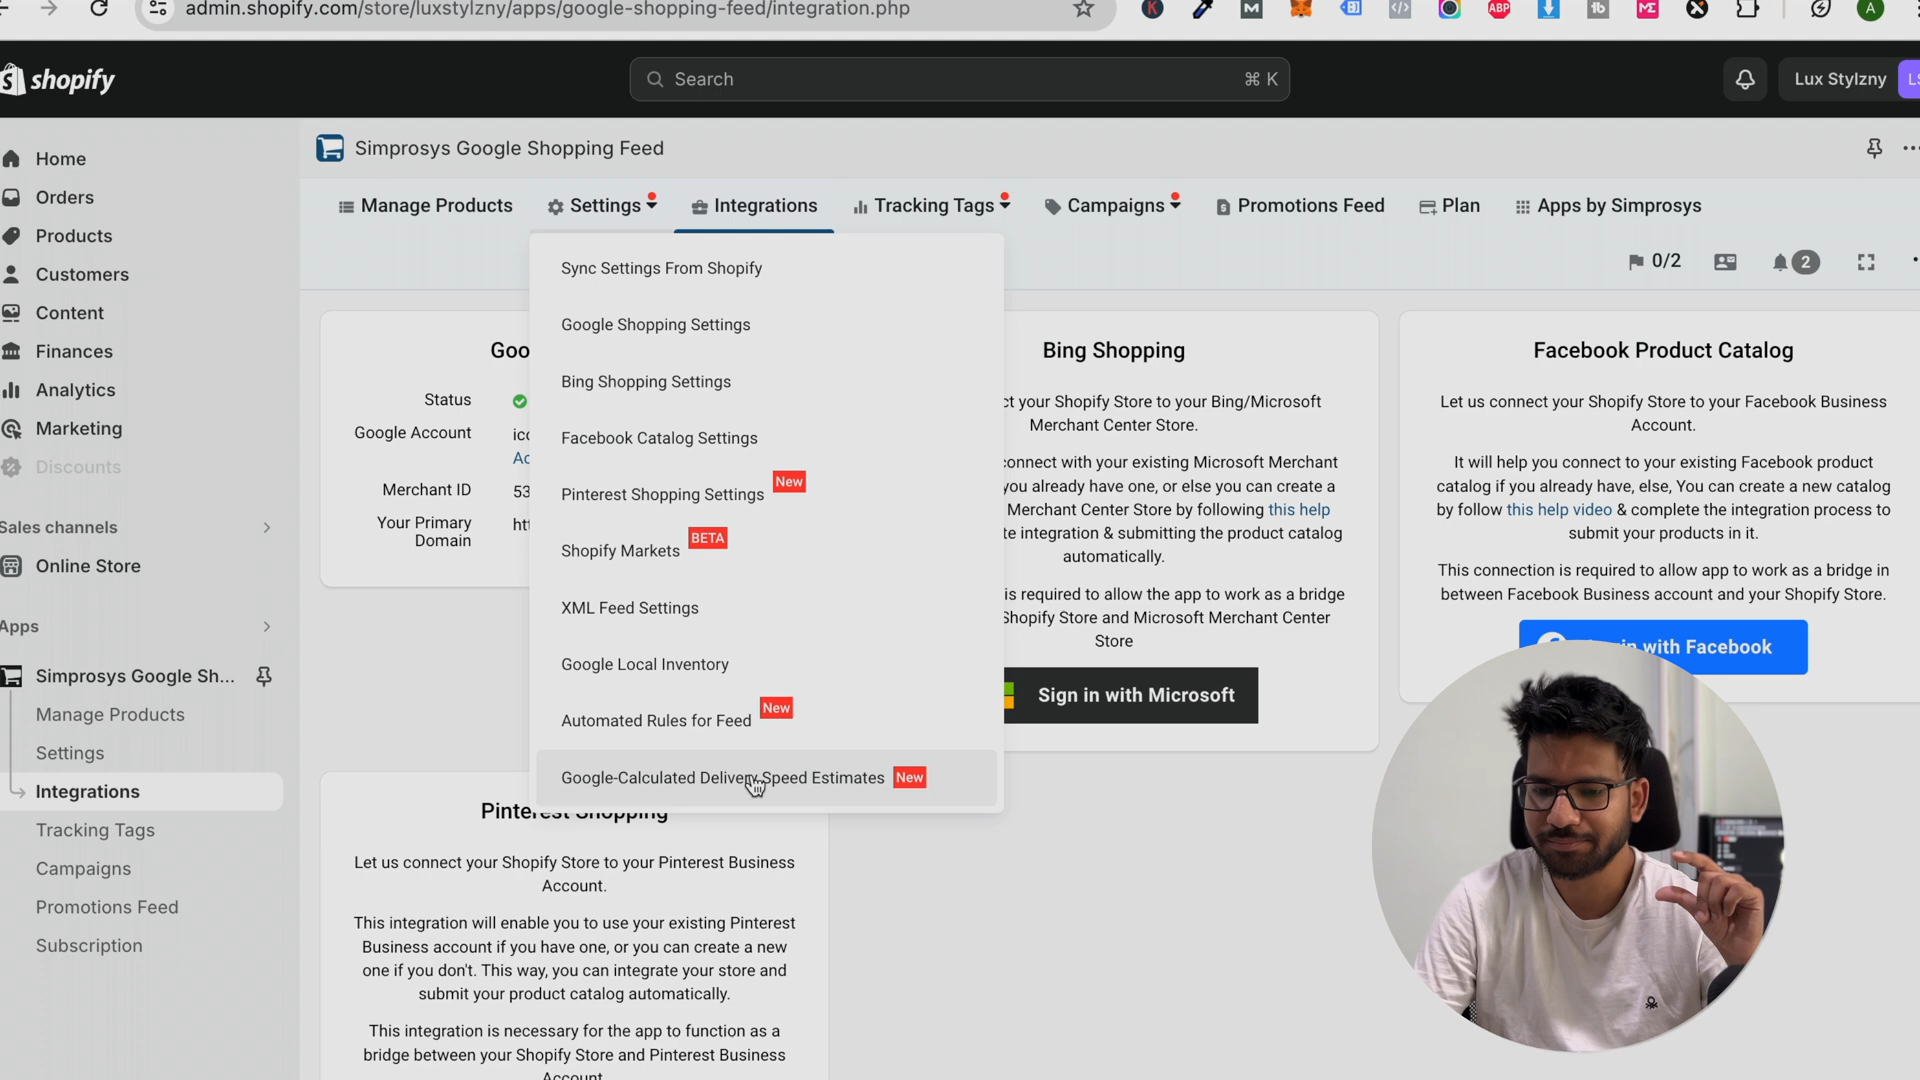 admin.shopify.com/store/luxstylzny/apps/google-shopping-feed/integration.php
ABP
A
shopify
Search
⌘ K
Lux Stylzny
LS
Home
Orders
Products
Customers
Content
Finances
Analytics
Marketing
Discounts
Sales channels
Online Store
Apps
Simprosys Google Sh...
Manage Products
Settings
Integrations
Tracking Tags
Campaigns
Promotions Feed
Subscription
Simprosys Google Shopping Feed
Manage Products
Settings
Integrations
Tracking Tags
Campaigns
Promotions Feed
Plan
Apps by Simprosys
0/2
2
Sync Settings From Shopify
Google Shopping Settings
Bing Shopping Settings
Facebook Catalog Settings
Pinterest Shopping Settings New
Shopify Markets BETA
XML Feed Settings
Google Local Inventory
Automated Rules for Feed New
Google-Calculated Delivery Speed Estimates New
Goo
Status
Google Account
Merchant ID
53
Your Primary
Domain
Bing Shopping
ct your Shopify Store to your Bing/Microsoft
Merchant Center Store.
connect with your existing Microsoft Merchant
you already have one, or else you can create a
Merchant Center Store by following this help
te integration & submitting the product catalog
automatically.
is required to allow the app to work as a bridge
Shopify Store and Microsoft Merchant Center
Store
Sign in with Microsoft
Facebook Product Catalog
Let us connect your Shopify Store to your Facebook Business
Account.
It will help you connect to your existing Facebook product
catalog if you already have, else, You can create a new catalog
by follow this help video & complete the integration process to
submit your products in it.
This connection is required to allow app to work as a bridge in
between Facebook Business account and your Shopify Store.
with Facebook
Pinterest Shopping
Let us connect your Shopify Store to your Pinterest Business
Account.
This integration will enable you to use your existing Pinterest
Business account if you have one, or you can create a new
one if you don't. This way, you can integrate your store and
submit your product catalog automatically.
This integration is necessary for the app to function as a
bridge between your Shopify Store and Pinterest Business
Account